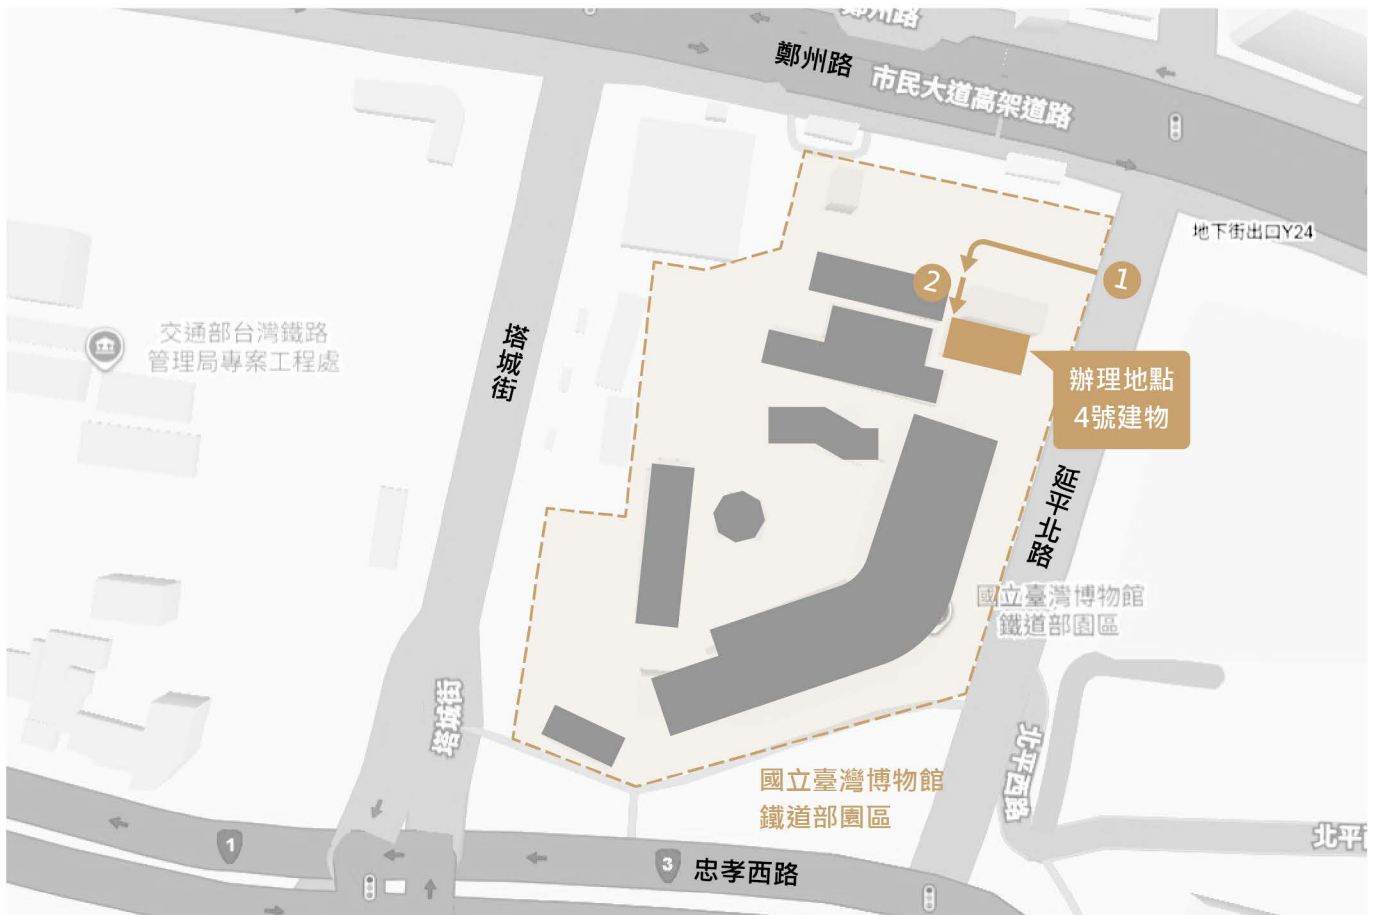 鄭州路
鄭州路
市民大道高架道路
地下街出口Y24
1
2
交通部台灣鐵路
管理局專案工程處
塔城街
辦理地點
4號建物
延平北路
國立臺灣博物館
鐵道部園區
塔城街
北平西路
國立臺灣博物館
鐵道部園區
北平
1
3
忠孝西路